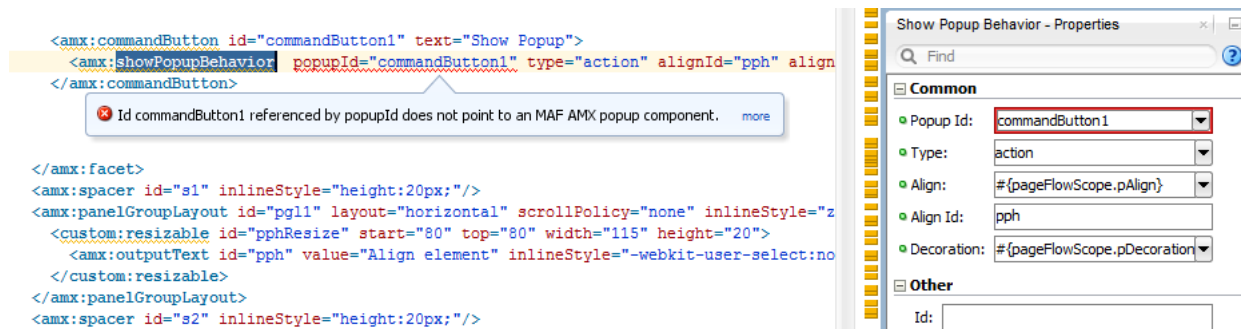 <amx:commandButton id="commandButton1" text="Show Popup">
<amx:showPopupBehavior popupId="commandButton1" type="action" alignId="pph" align
</amx:commandButton>
Id commandButton1 referenced by popupId does not point to an MAF AMX popup component. more
</amx:facet>
<amx:spacer id="s1" inlineStyle="height:20px;"/>
<amx:panelGroupLayout id="pgl1" layout="horizontal" scrollPolicy="none" inlineStyle="z
<custom:resizable id="pphResize" start="80" top="80" width="115" height="20">
<amx:outputText id="pph" value="Align element" inlineStyle="-webkit-user-select:no
</custom:resizable>
</amx:panelGroupLayout>
<amx:spacer id="s2" inlineStyle="height:20px;"/>
Show Popup Behavior - Properties
Find
?
Common
Popup Id: commandButton1
Type: action
Align: #{pageFlowScope.pAlign}
Align Id: pph
Decoration: #{pageFlowScope.pDecoration
Other
Id: